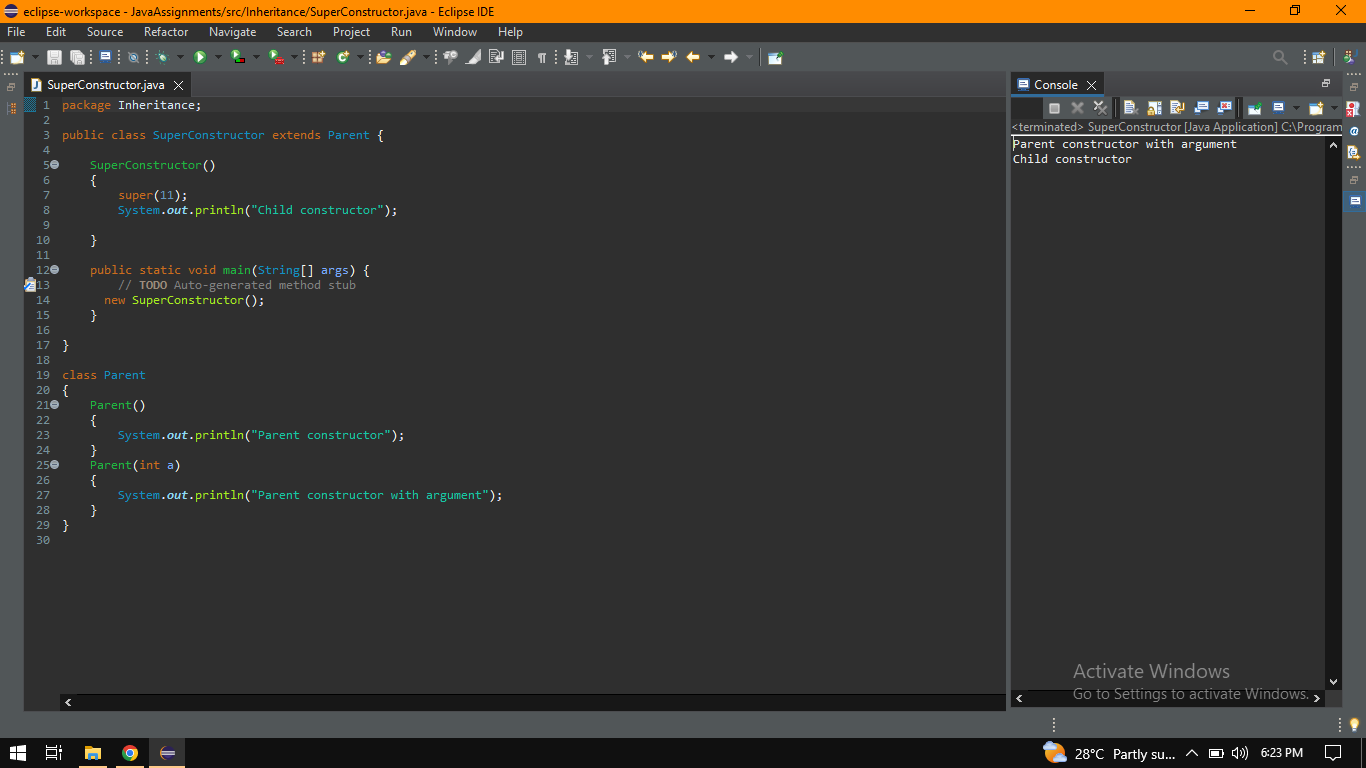 eclipse-workspace - JavaAssignments/src/Inheritance/SuperConstructor.java - Eclipse IDE
File Edit Source Refactor Navigate Search Project Run Window Help
SuperConstructor.java
1 package Inheritance;
2
3 public class SuperConstructor extends Parent {
4
5 SuperConstructor()
6 {
7 super(11);
8 System.out.println("Child constructor");
9
10 }
11
12 public static void main(String[] args) {
13 // TODO Auto-generated method stub
14 new SuperConstructor();
15 }
16
17 }
18
19 class Parent
20 {
21 Parent()
22 {
23 System.out.println("Parent constructor");
24 }
25 Parent(int a)
26 {
27 System.out.println("Parent constructor with argument");
28 }
29 }
30
Console
<terminated> SuperConstructor [Java Application] C:\Program
Parent constructor with argument
Child constructor
Activate Windows
Go to Settings to activate Windows.
28°C Partly su... 6:23 PM